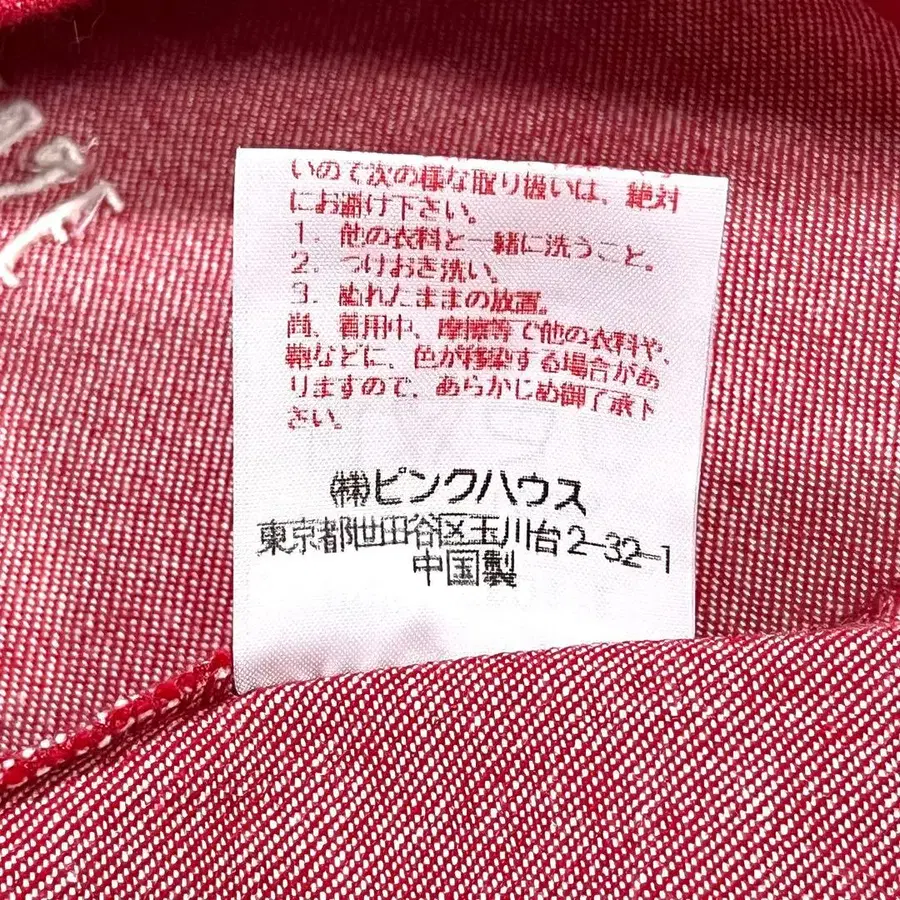 いので次の様な取り扱いは、絶対
にお避け下さい。
1. 他の衣料と一緒に洗うこと。
2. つけおき洗い。
3. ぬれたままの放置。
尚、着用中、摩擦等で他の衣料や、
鞄などに、色が移染する場合があ
りますので、あらかじめ御了承下
さい。
㈱ピンクハウス
東京都世田谷区玉川台2-32-1
中国製